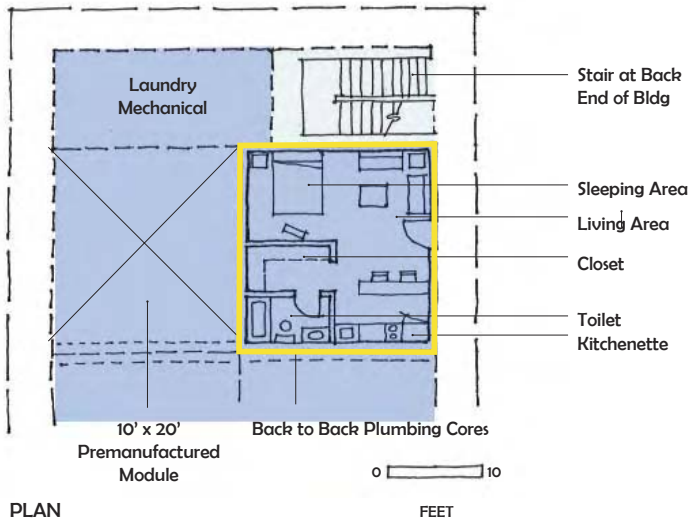 Laundry
Mechanical
Stair at Back
End of Bldg
Sleeping Area
Living Area
Closet
Toilet
Kitchenette
10' x 20'
Premanufactured
Module
Back to Back Plumbing Cores
0 10
PLAN
FEET